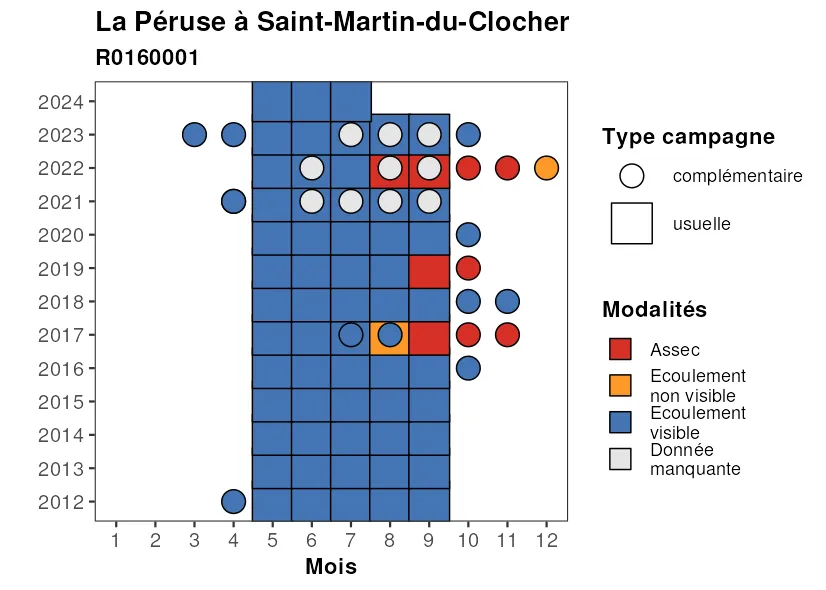 La Péruse à Saint-Martin-du-Clocher
R0160001
2024
2023
2022
2021
2020
2019
2018
2017
2016
2015
2014
2013
2012
1 2 3 4 5 6 7 8 9 10 11 12
Mois
Type campagne
complémentaire
usuelle
Modalités
Assec
Ecoulement
non visible
Ecoulement
visible
Donnée
manquante